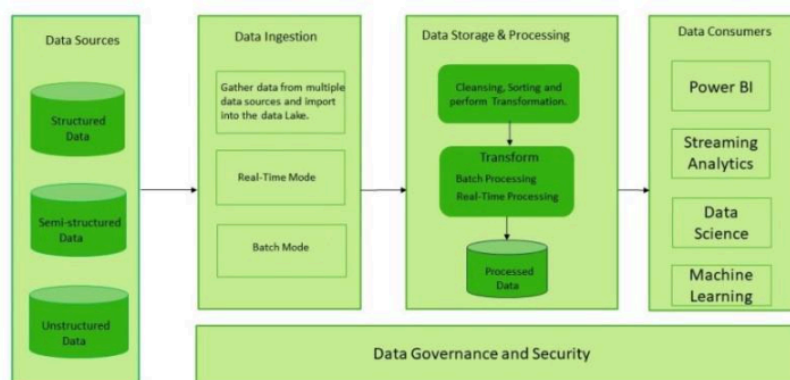 Data Sources
Structured
Data
Semi-structured
Data
Unstructured
Data
Data Ingestion
Gather data from multiple
data sources and import
into the data Lake.
Real-Time Mode
Batch Mode
Data Storage & Processing
Cleansing, Sorting and
perform Transformation.
Transform
Batch Processing
Real-Time Processing
Processed
Data
Data Consumers
Power BI
Streaming
Analytics
Data
Science
Machine
Learning
Data Governance and Security